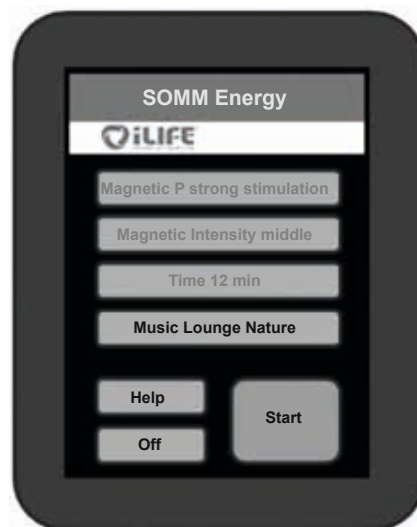 SOMM Energy
iLIFE
Magnetic P strong stimulation
Magnetic Intensity middle
Time 12 min
Music Lounge Nature
Help
Start
Off